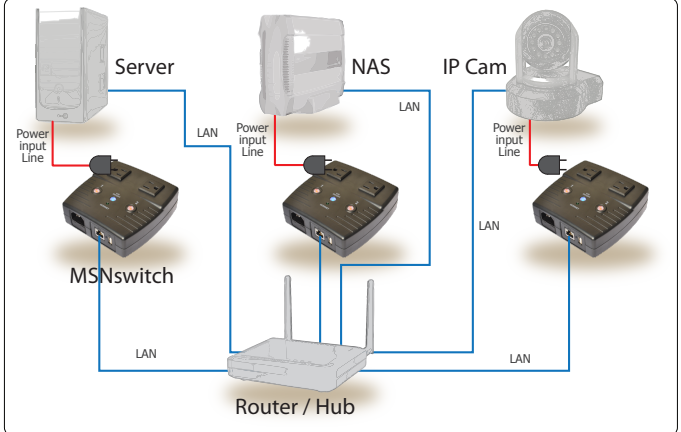 Server
NAS
IP Cam
LAN
LAN
Power
input
Line
Power
input
Line
Power
input
Line
LAN
MSNswitch
LAN
LAN
Router / Hub